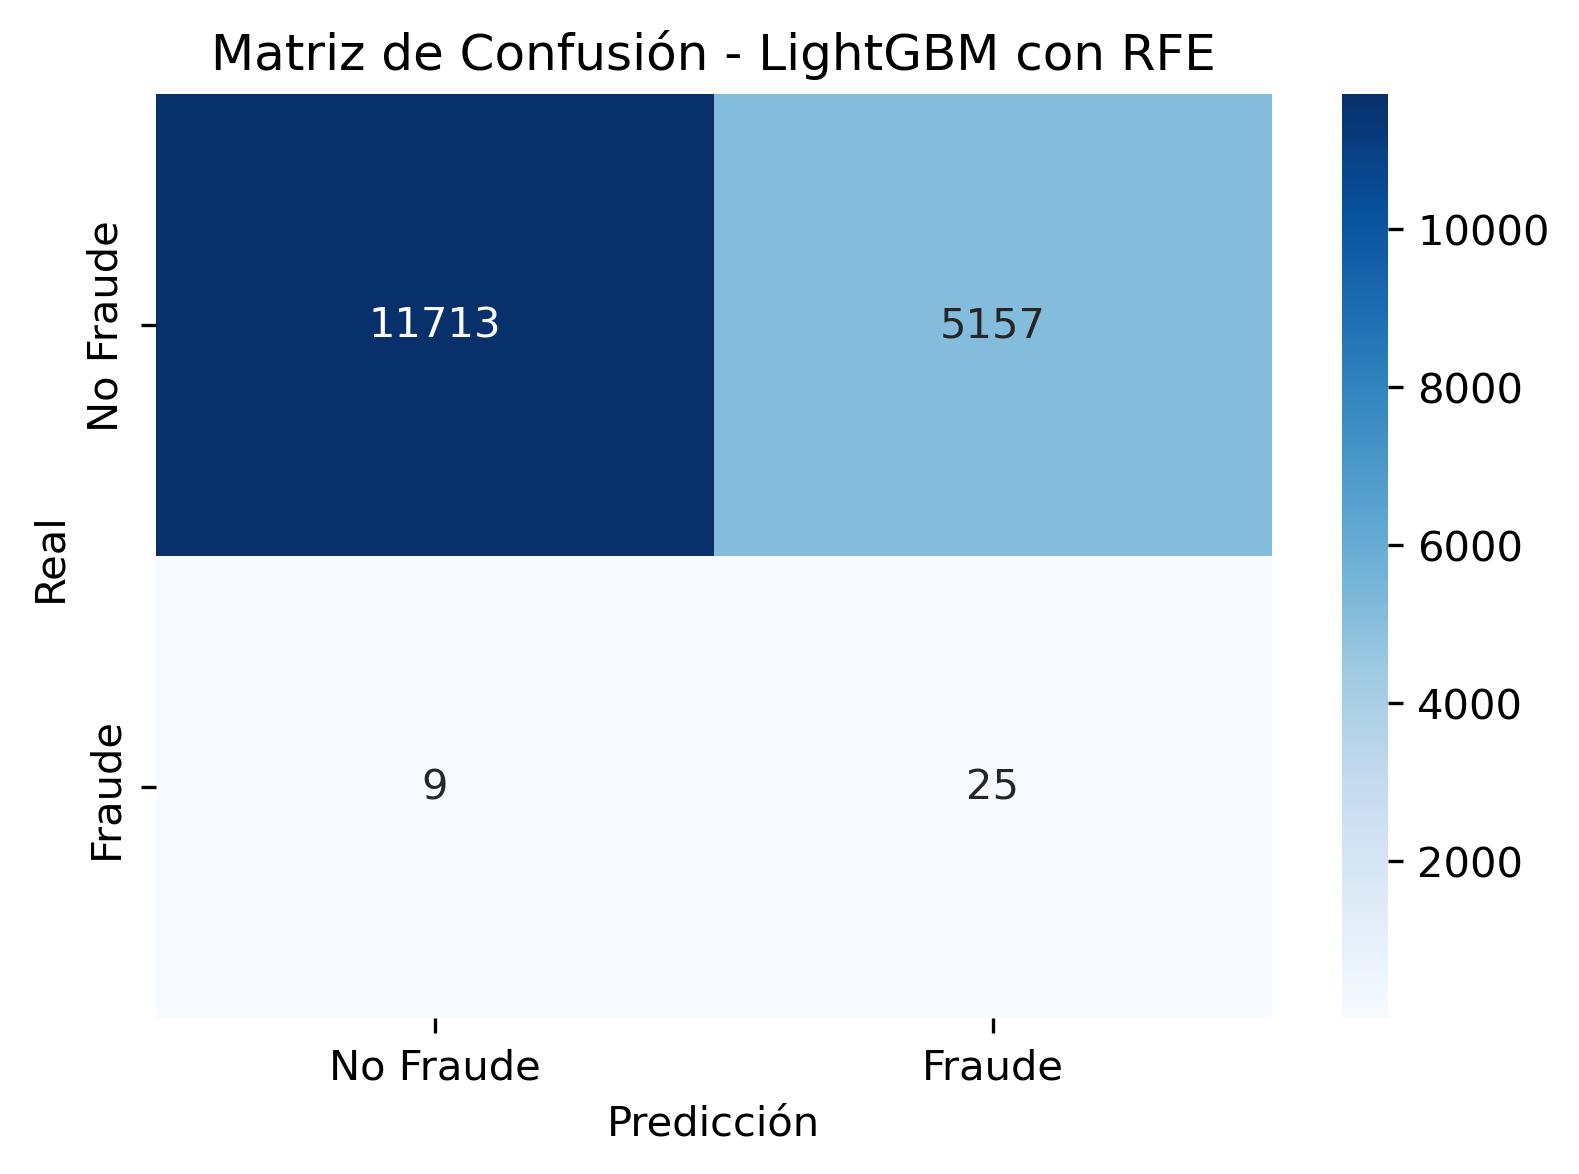 Matriz de Confusión - LightGBM con RFE
Real
No Fraude
11713
5157
Fraude
9
25
No Fraude
Fraude
Predicción
10000
8000
6000
4000
2000